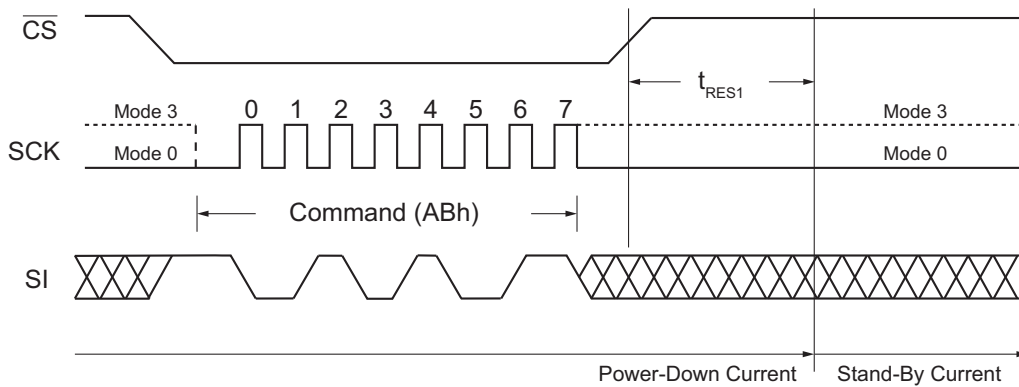 CS
t_RES1
Mode 3 0 1 2 3 4 5 6 7 Mode 3
SCK
Mode 0 Mode 0
Command (ABh)
SI
Power-Down Current Stand-By Current